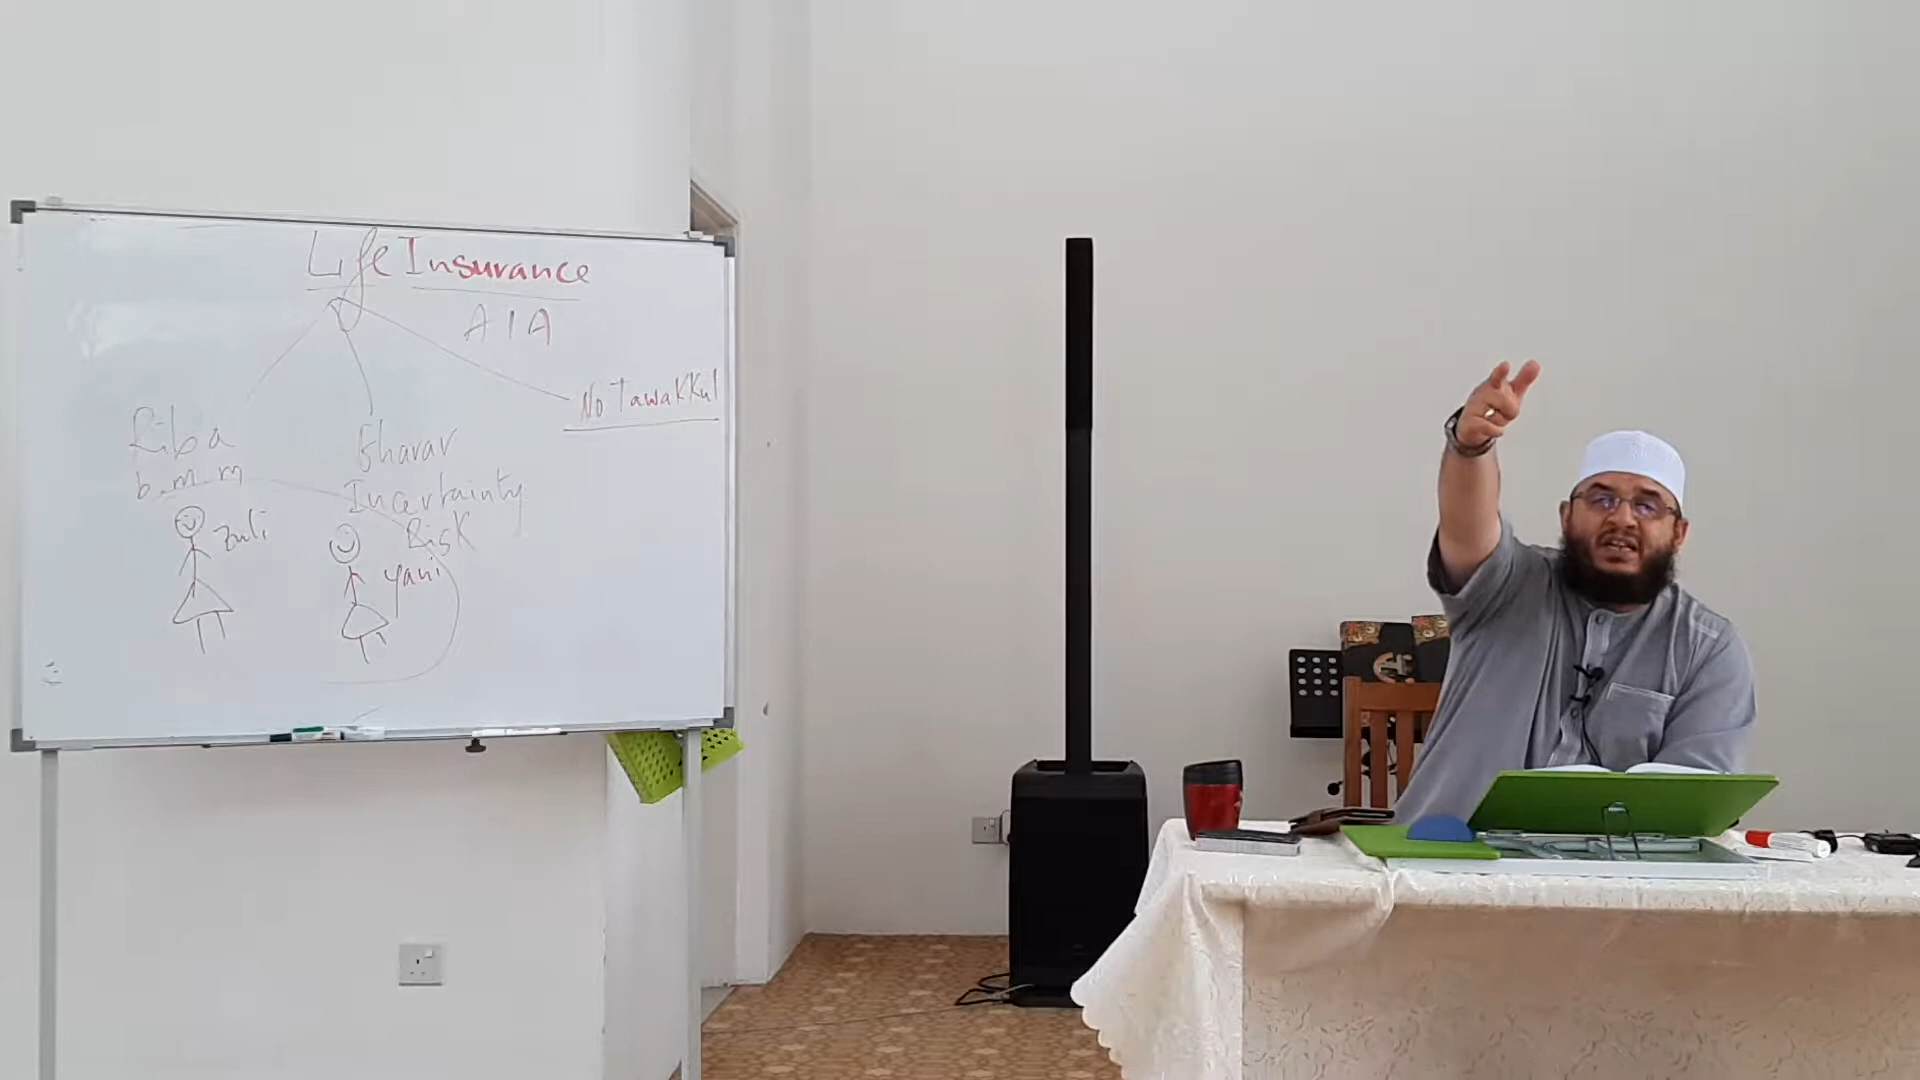 Life Insurance
AIA
No Tawakkul
Riba
b.m.m
Gharar
Incertainty
Risk
Zuli
Yani